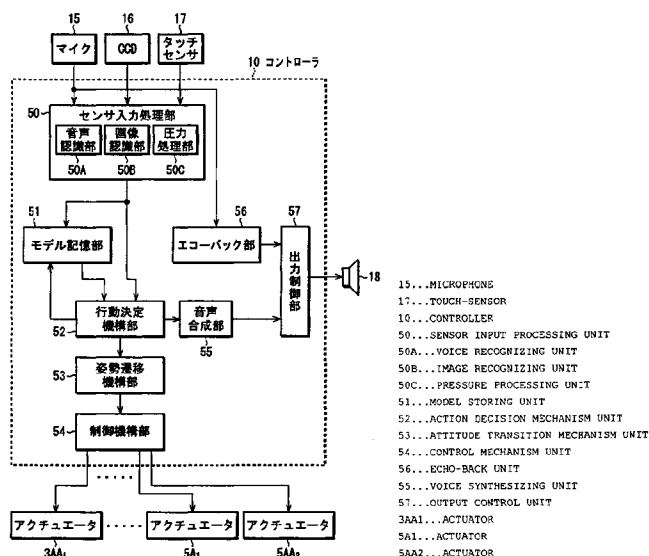 15
16
17
マイク
CCD
タッチ
センサ
10 コントローラ
50
センサ入力処理部
音声
認識部
画像
認識部
圧力
処理部
50A
50B
50C
51
56
57
モデル記憶部
エコーバック部
出力制御部
18
行動決定
機構部
音声
合成部
52
55
姿勢遷移
機構部
53
54
制御機構部
アクチュエータ
アクチュエータ
アクチュエータ
3AA1
5A1
5AA2
15...MICROPHONE
17...TOUCH-SENSOR
10...CONTROLLER
50...SENSOR INPUT PROCESSING UNIT
50A...VOICE RECOGNIZING UNIT
50B...IMAGE RECOGNIZING UNIT
50C...PRESSURE PROCESSING UNIT
51...MODEL STORING UNIT
52...ACTION DECISION MECHANISM UNIT
53...ATTITUDE TRANSITION MECHANISM UNIT
54...CONTROL MECHANISM UNIT
56...ECHO-BACK UNIT
55...VOICE SYNTHESIZING UNIT
57...OUTPUT CONTROL UNIT
3AA1...ACTUATOR
5A1...ACTUATOR
5AA2...ACTUATOR